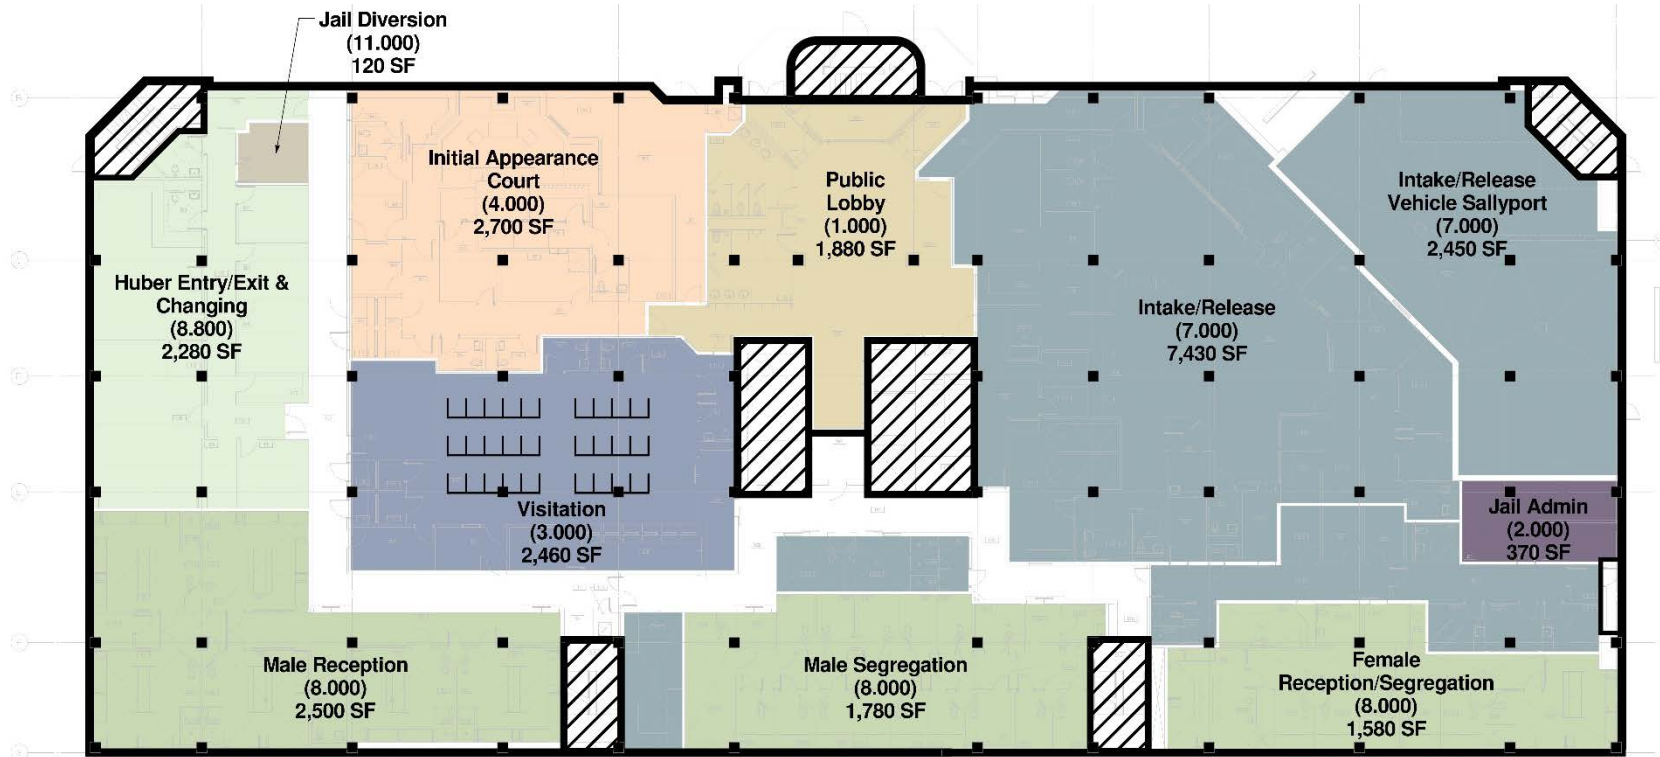 Jail Diversion
(11.000)
120 SF
Initial Appearance
Court
(4.000)
2,700 SF
Public
Lobby
(1.000)
1,880 SF
Intake/Release
Vehicle Sallyport
(7.000)
2,450 SF
Huber Entry/Exit &
Changing
(8.800)
2,280 SF
Intake/Release
(7.000)
7,430 SF
Visitation
(3.000)
2,460 SF
Jail Admin
(2.000)
370 SF
Male Reception
(8.000)
2,500 SF
Male Segregation
(8.000)
1,780 SF
Female
Reception/Segregation
(8.000)
1,580 SF